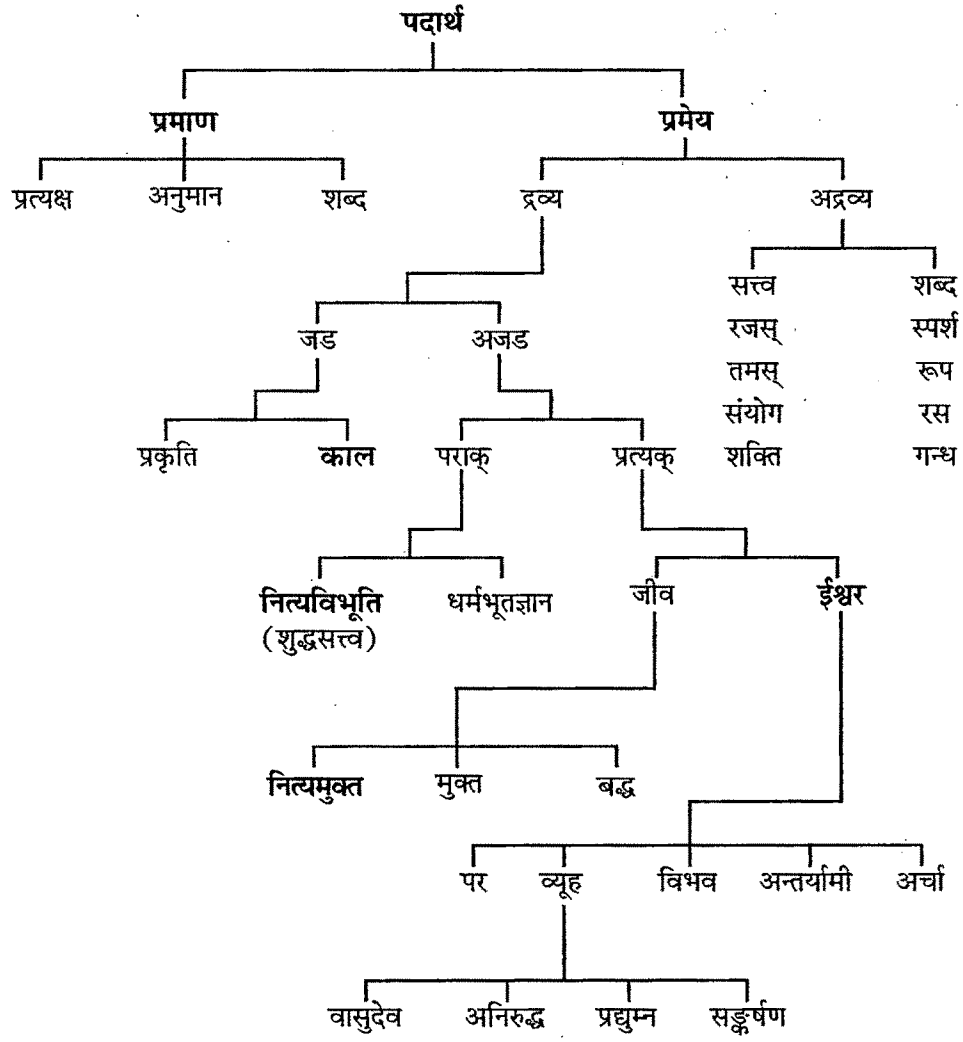 पदार्थ
प्रमाण प्रमेय
प्रत्यक्ष अनुमान शब्द द्रव्य अद्रव्य
सत्त्व शब्द
रजस् स्पर्श
जड अजड
तमस् रूप
संयोग रस
प्रकृति काल पराक् प्रत्यक् शक्ति गन्ध
नित्यविभूति धर्मभूतज्ञान जीव ईश्वर
(शुद्धसत्त्व)
नित्यमुक्त मुक्त बद्ध
पर व्यूह विभव अन्तर्यामी अर्चा
वासुदेव अनिरुद्ध प्रद्युम्न सङ्कर्षण